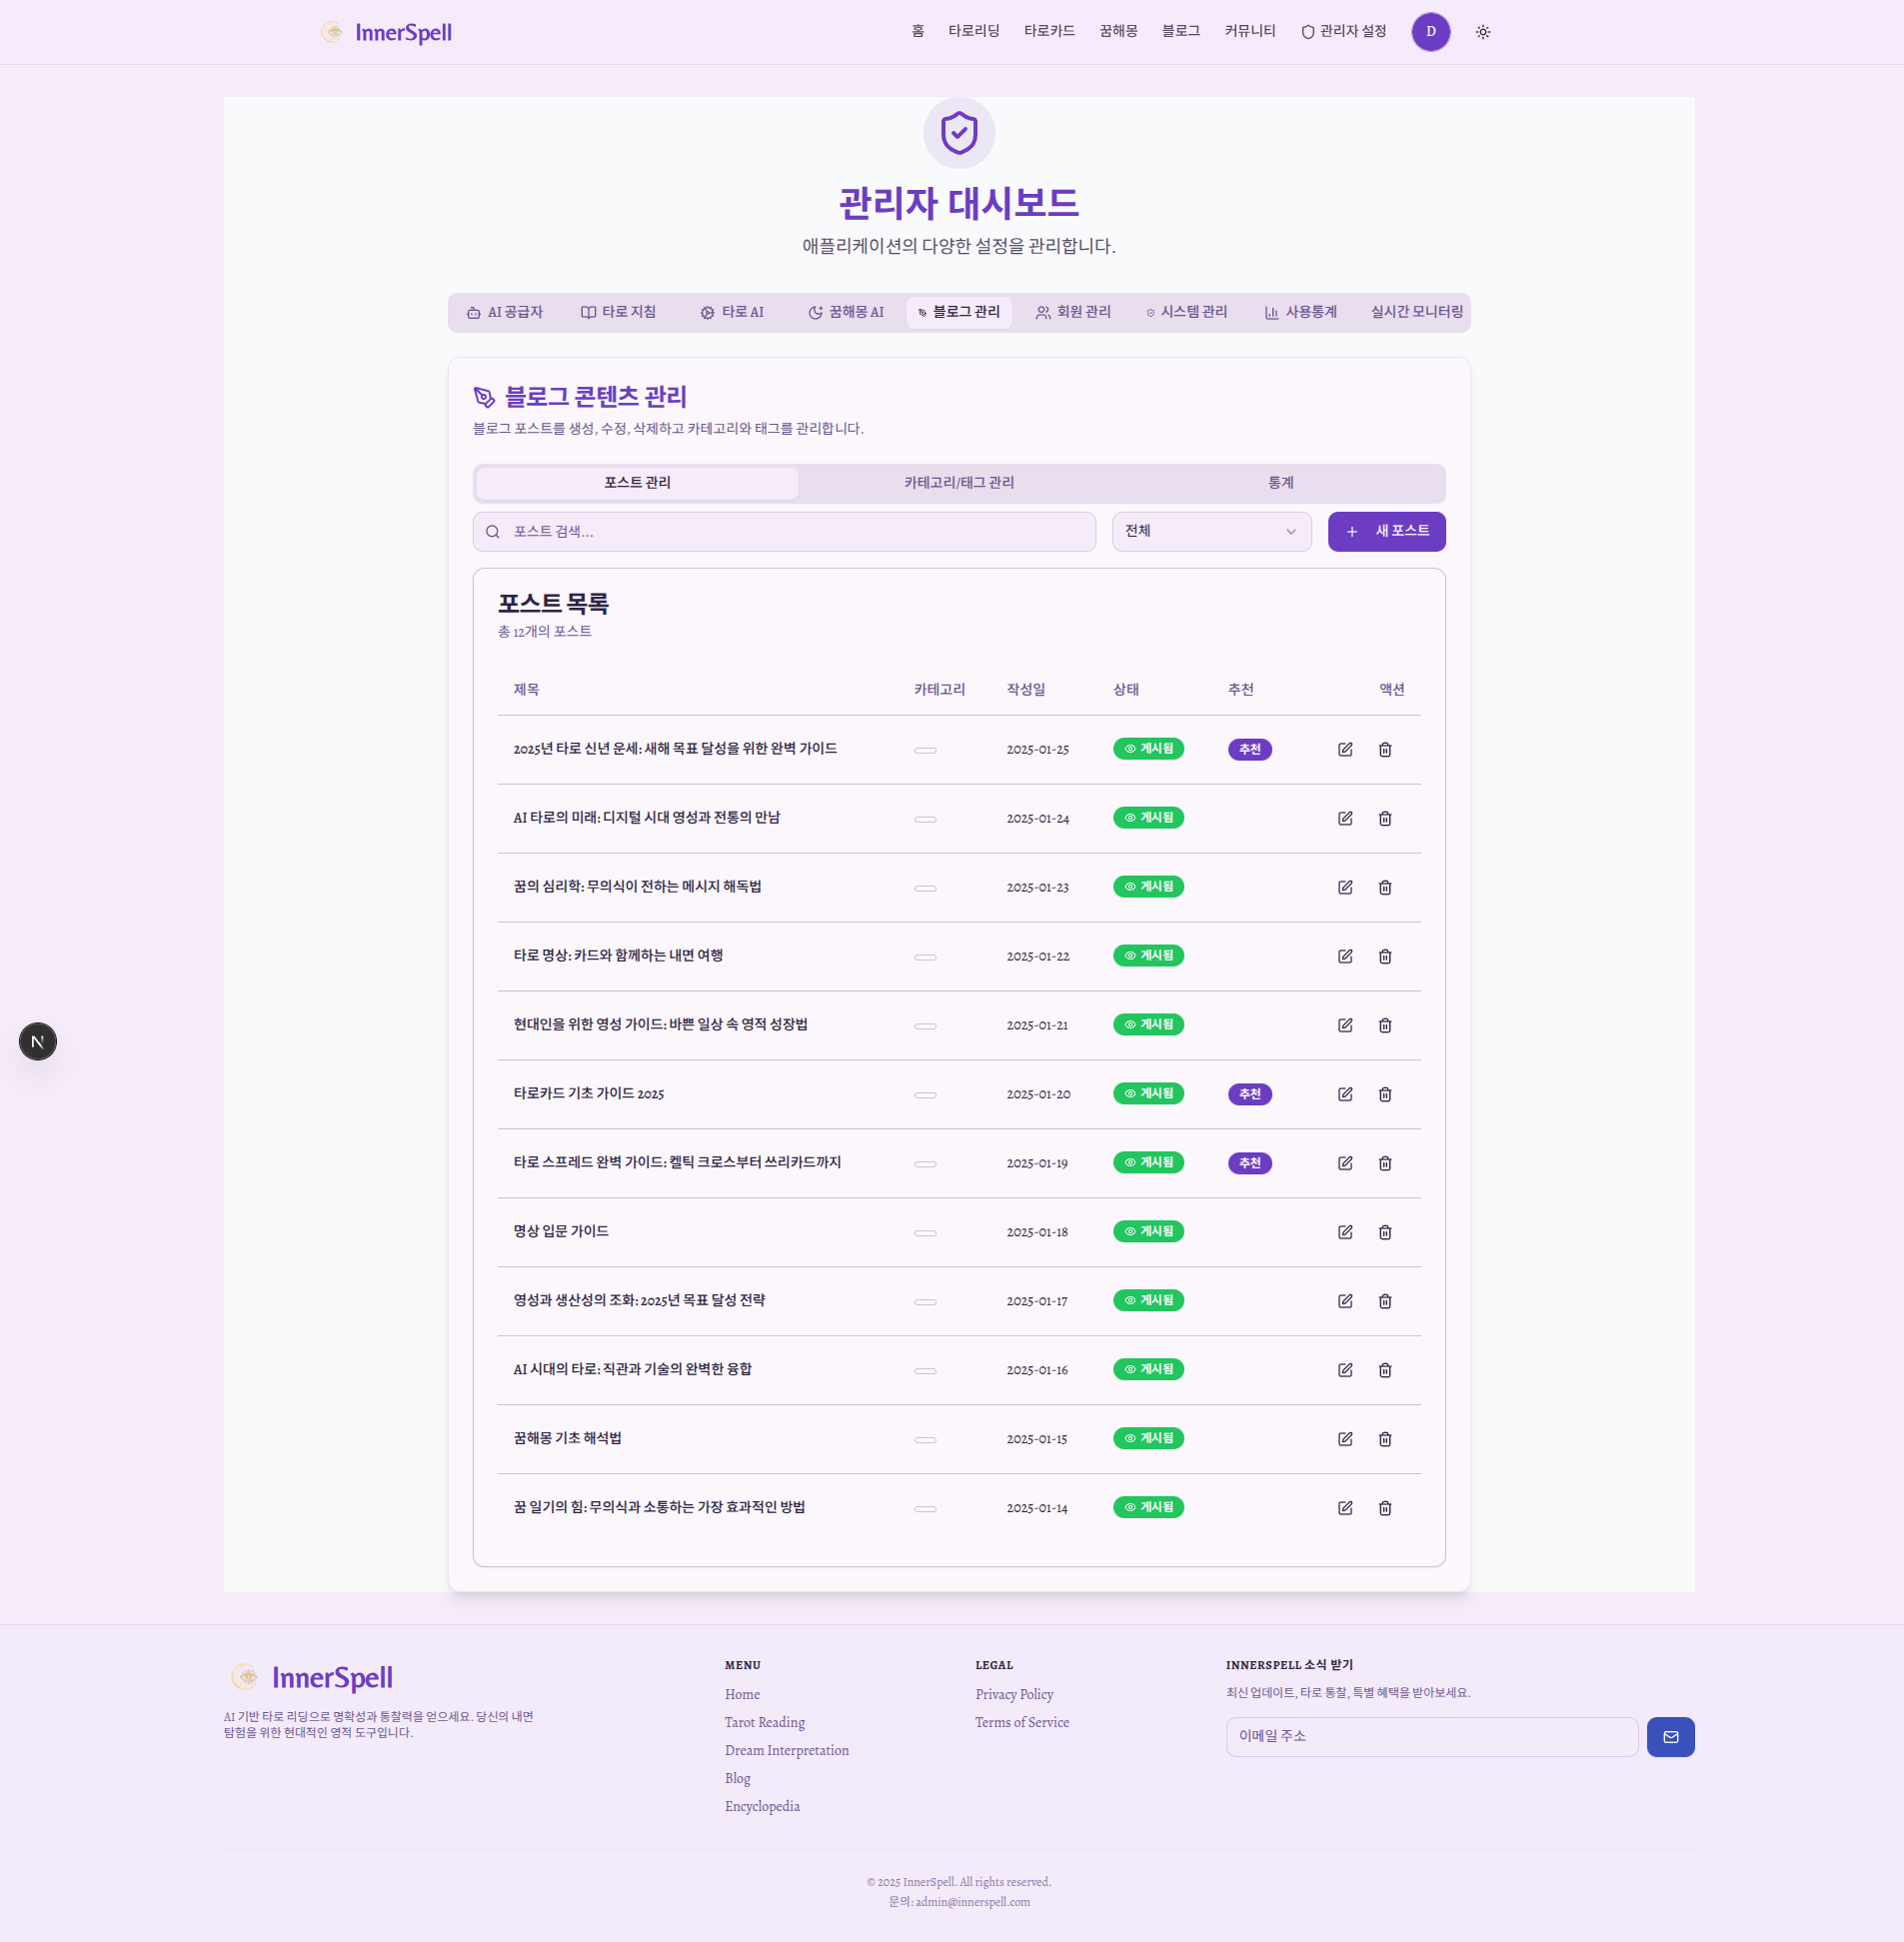 InnerSpell
홈 타로리딩 타로카드 꿈해몽 블로그 커뮤니티 관리자 설정 D
관리자 대시보드
애플리케이션의 다양한 설정을 관리합니다.
AI 공급자 타로 지침 타로 AI 꿈해몽 AI 블로그 관리 회원 관리 시스템 관리 사용통계 실시간 모니터링
블로그 콘텐츠 관리
블로그 포스트를 생성, 수정, 삭제하고 카테고리와 태그를 관리합니다.
포스트 관리 카테고리/태그 관리 통계
포스트 검색... 전체 새 포스트
포스트 목록
총 12개의 포스트
제목 카테고리 작성일 상태 추천 액션
2025년 타로 신년 운세: 새해 목표 달성을 위한 완벽 가이드 2025-01-25 게시됨 추천
AI 타로의 미래: 디지털 시대 영성과 전통의 만남 2025-01-24 게시됨
꿈의 심리학: 무의식이 전하는 메시지 해독법 2025-01-23 게시됨
타로 명상: 카드와 함께하는 내면 여행 2025-01-22 게시됨
현대인을 위한 영성 가이드: 바쁜 일상 속 영적 성장법 2025-01-21 게시됨
타로카드 기초 가이드 2025 2025-01-20 게시됨 추천
타로 스프레드 완벽 가이드: 켈틱 크로스부터 쓰리카드까지 2025-01-19 게시됨 추천
명상 입문 가이드 2025-01-18 게시됨
영성과 생산성의 조화: 2025년 목표 달성 전략 2025-01-17 게시됨
AI 시대의 타로: 직관과 기술의 완벽한 융합 2025-01-16 게시됨
꿈해몽 기초 해석법 2025-01-15 게시됨
꿈 일기의 힘: 무의식과 소통하는 가장 효과적인 방법 2025-01-14 게시됨
N
InnerSpell
AI 기반 타로 리딩으로 명확성과 통찰력을 얻으세요. 당신의 내면
탐험을 위한 현대적인 영적 도구입니다.
MENU
Home
Tarot Reading
Dream Interpretation
Blog
Encyclopedia
LEGAL
Privacy Policy
Terms of Service
INNERSPELL 소식 받기
최신 업데이트, 타로 통찰, 특별 혜택을 받아보세요.
이메일 주소
© 2025 InnerSpell. All rights reserved.
문의: admin@innerspell.com